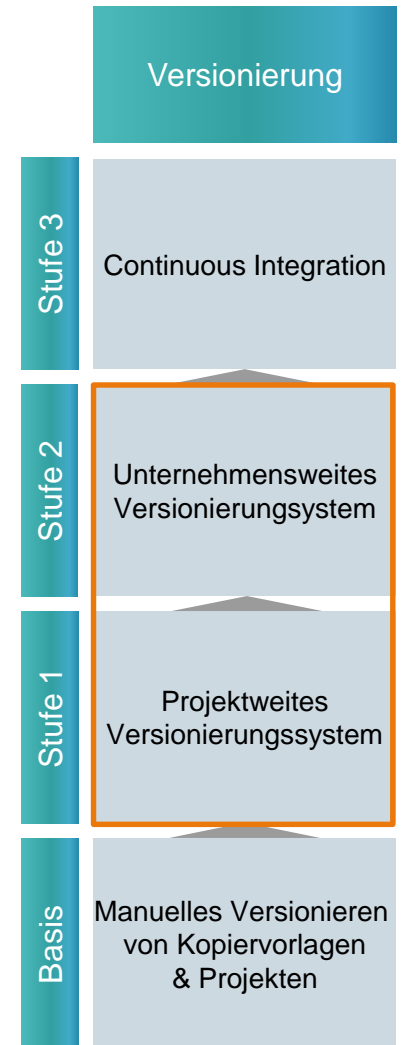 Versionierung
Stufe 3
Continuous Integration
Stufe 2
Unternehmensweites
Versionierungsystem
Stufe 1
Projektweites
Versionierungssystem
Basis
Manuelles Versionieren
von Kopiervorlagen
& Projekten